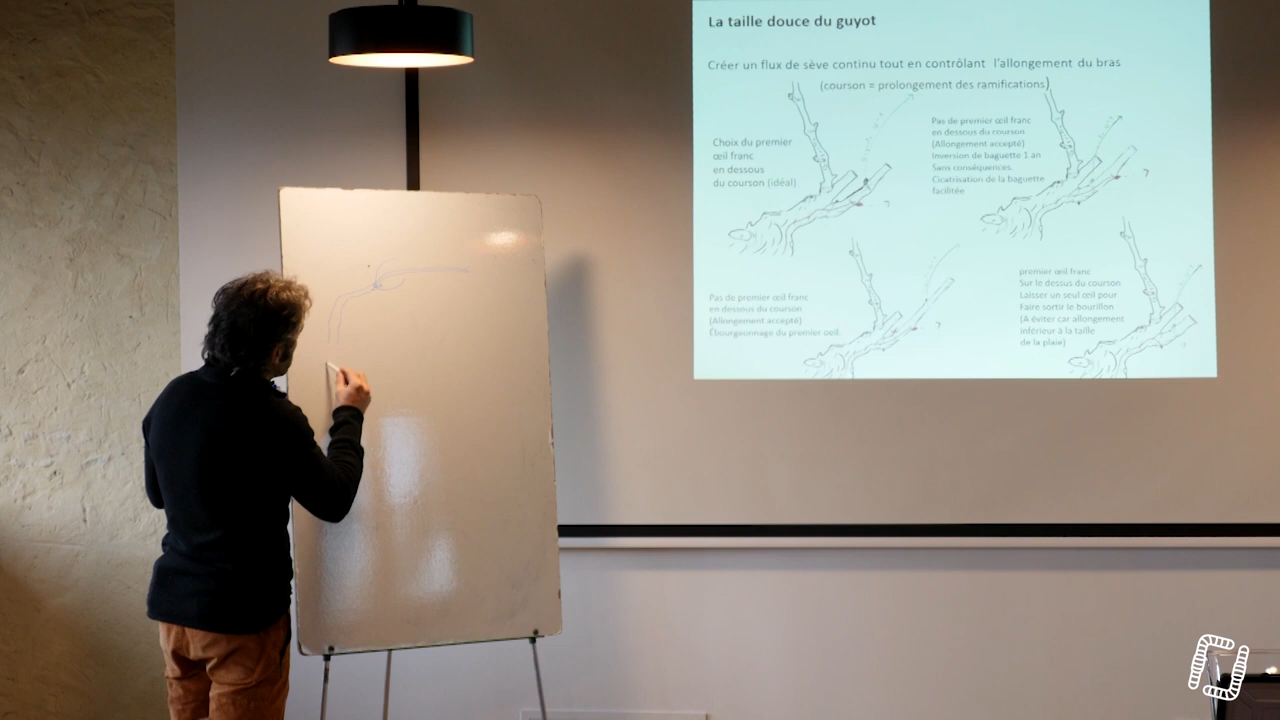 La taille douce du guyot
Créer un flux de sève continu tout en contrôlant l'allongement du bras
(courson = prolongement des ramifications)
Choix du premier
œil franc
en dessous
du courson (idéal)
Pas de premier œil franc
en dessous du courson
(Allongement accepté)
Inversion de baguette 1 an
Sans conséquences.
Cicatrisation de la baguette
facilitée
Pas de premier œil franc
en dessous du courson
(Allongement accepté)
Ébourgeonnage du premier oeil.
premier œil franc
Sur le dessus du courson
Laisser un seul œil pour
Faire sortir le bourillon
(A éviter car allongement
inférieur à la taille
de la plaie)
?
?
?
?